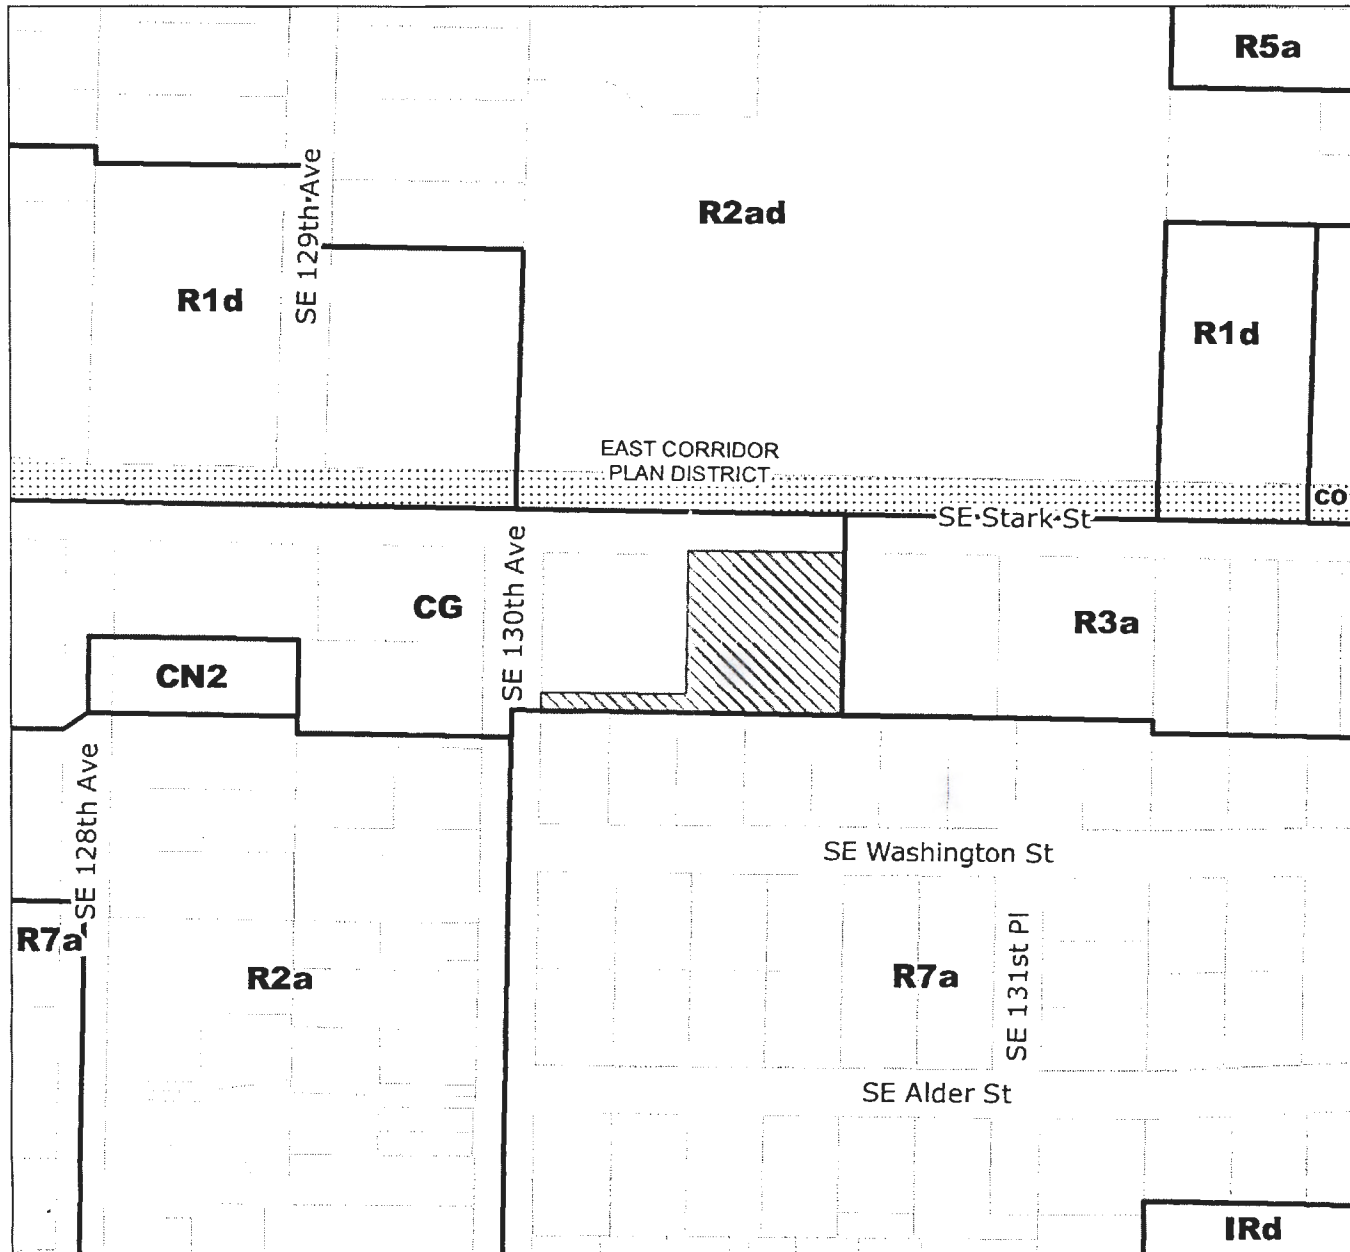 R5a
SE 129th Ave
R2ad
R1d
R1d
EAST CORRIDOR
PLAN DISTRICT
CO
SE Stark St
SE 130th Ave
CG
R3a
CN2
SE 128th Ave
SE Washington St
R7a
R2a
R7a
SE 131st Pl
SE Alder St
IRd